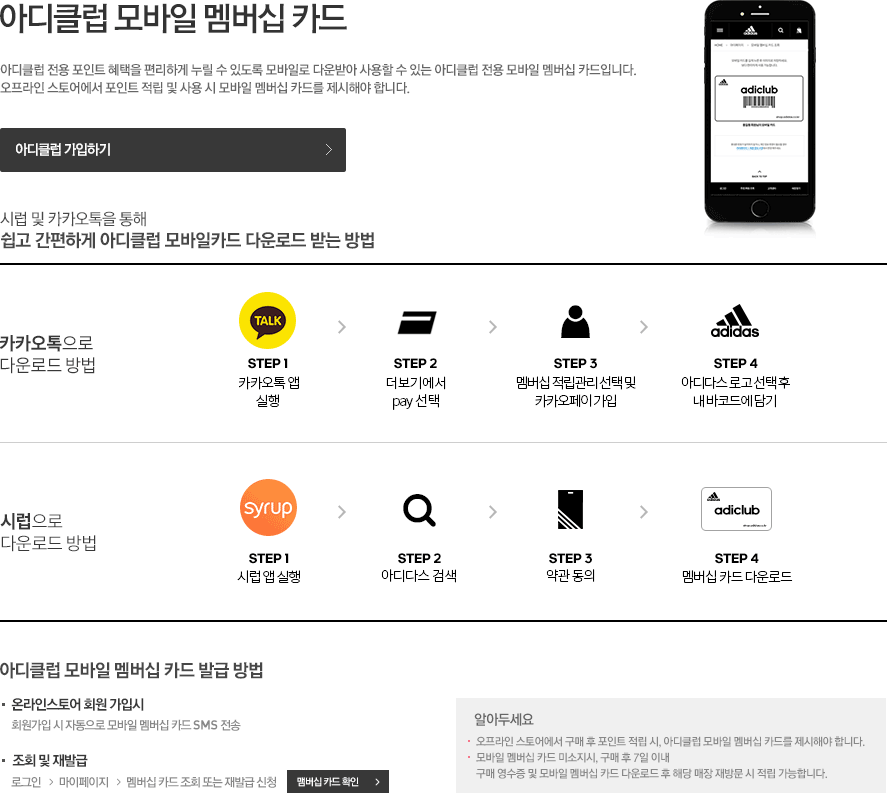 아디클럽 모바일 멤버십 카드
아디클럽 전용 포인트 혜택을 편리하게 누릴 수 있도록 모바일로 다운받아 사용할 수 있는 아디클럽 전용 모바일 멤버십 카드입니다.
오프라인 스토어에서 포인트 적립 및 사용 시 모바일 멤버십 카드를 제시해야 합니다.
adidas
adiclub
아디클럽 가입하기
시럽 및 카카오톡을 통해
쉽고 간편하게 아디클럽 모바일카드 다운로드 받는 방법
카카오톡으로
다운로드 방법
TALK
STEP 1
카카오톡 앱
실행
STEP 2
더보기에서
pay 선택
STEP 3
멤버십 적립관리 선택 및
카카오페이 가입
adidas
STEP 4
아디다스 로고 선택 후
내 바코드에 담기
시럽으로
다운로드 방법
syrup
STEP 1
시럽 앱 실행
STEP 2
아디다스 검색
STEP 3
약관 동의
adiclub
STEP 4
멤버십 카드 다운로드
아디클럽 모바일 멤버십 카드 발급 방법
· 온라인스토어 회원 가입시
회원가입 시 자동으로 모바일 멤버십 카드 SMS 전송
· 조회 및 재발급
로그인 > 마이페이지 > 멤버십 카드 조회 또는 재발급 신청
맴버십 카드 확인 >
알아두세요
· 오프라인 스토어에서 구매 후 포인트 적립 시, 아디클럽 모바일 멤버십 카드를 제시해야 합니다.
· 모바일 멤버십 카드 미소지시, 구매 후 7일 이내
구매 영수증 및 모바일 멤버십 카드 다운로드 후 해당 매장 재방문 시 적립 가능합니다.